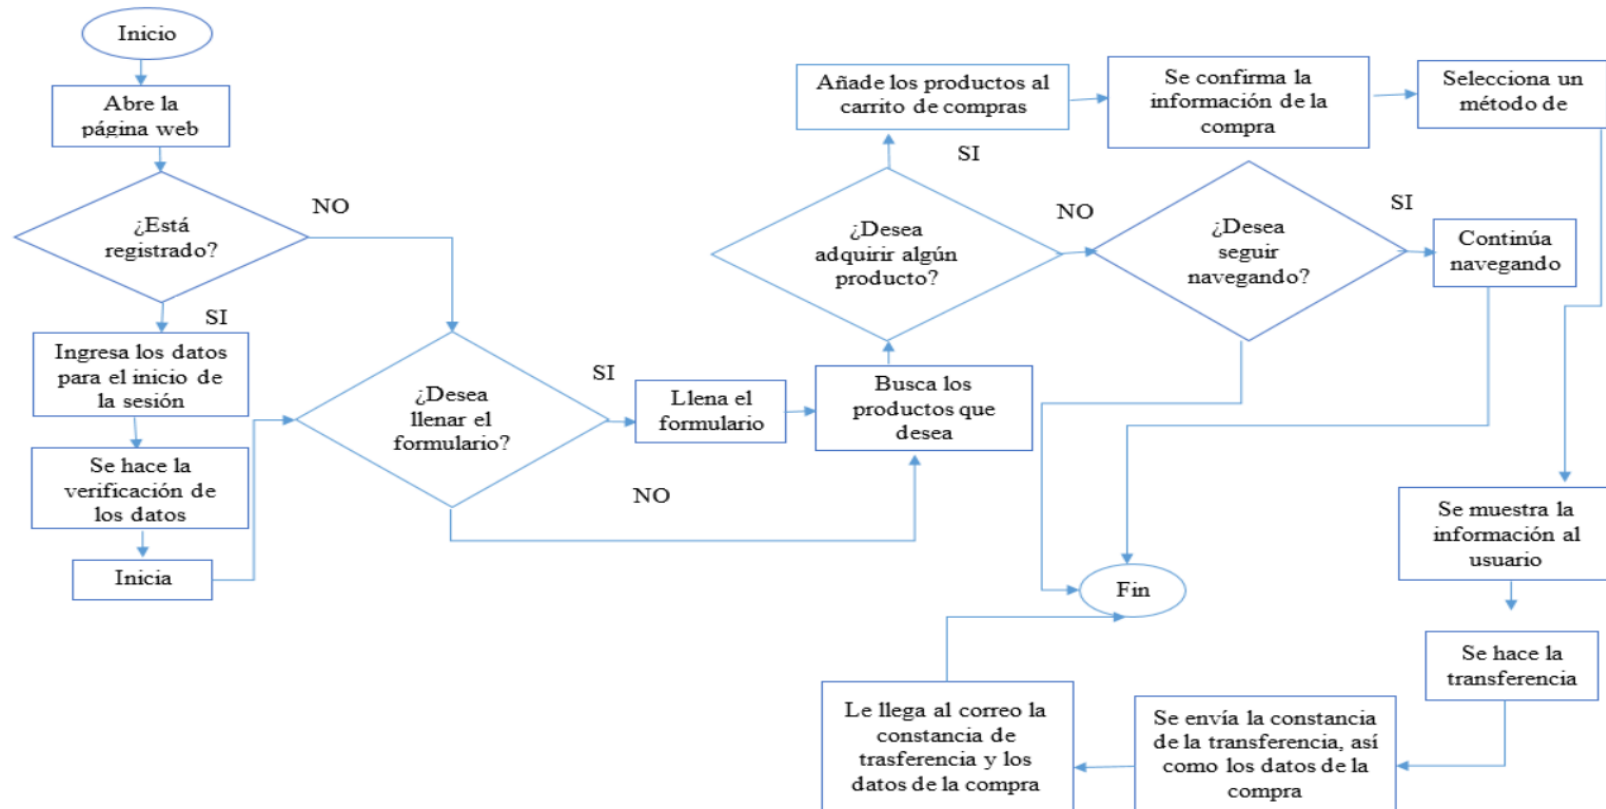 Inicio
Abre la
página web
¿Está
registrado?
NO
SI
Ingresa los datos
para el inicio de
la sesión
Se hace la
verificación de
los datos
Inicia
¿Desea
llenar el
formulario?
SI
NO
Llena el
formulario
Busca los
productos que
desea
¿Desea
adquirir algún
producto?
SI
NO
Añade los productos al
carrito de compras
Se confirma la
información de la
compra
Selecciona un
método de
¿Desea
seguir
navegando?
SI
Continúa
navegando
Se muestra la
información al
usuario
Se hace la
transferencia
Se envía la constancia
de la transferencia, así
como los datos de la
compra
Le llega al correo la
constancia de
trasferencia y los
datos de la compra
Fin